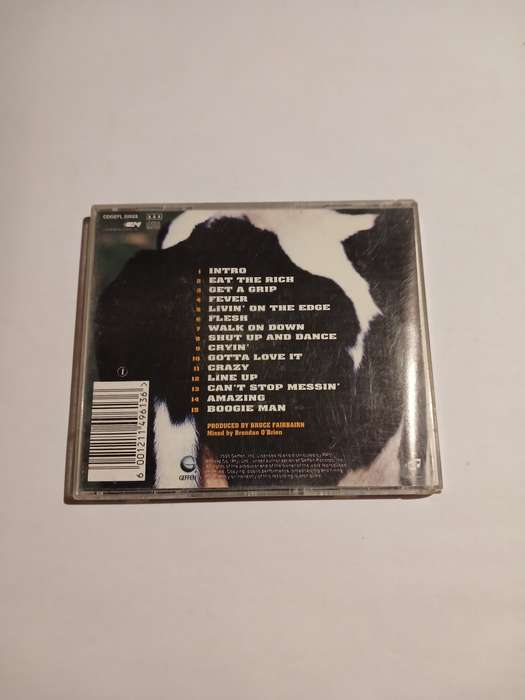 1 INTRO
2 EAT THE RICH
3 GET A GRIP
4 FEVER
5 LIVIN' ON THE EDGE
6 FLESH
7 WALK ON DOWN
8 SHUT UP AND DANCE
9 CRYIN'
10 GOTTA LOVE IT
11 CRAZY
12 LINE UP
13 CAN'T STOP MESSIN'
14 AMAZING
15 BOOGIE MAN
PRODUCED BY BRUCE FAIRBAIRN
Mixed by Brendan O'Brien
6 001211 496136
GEFFEN